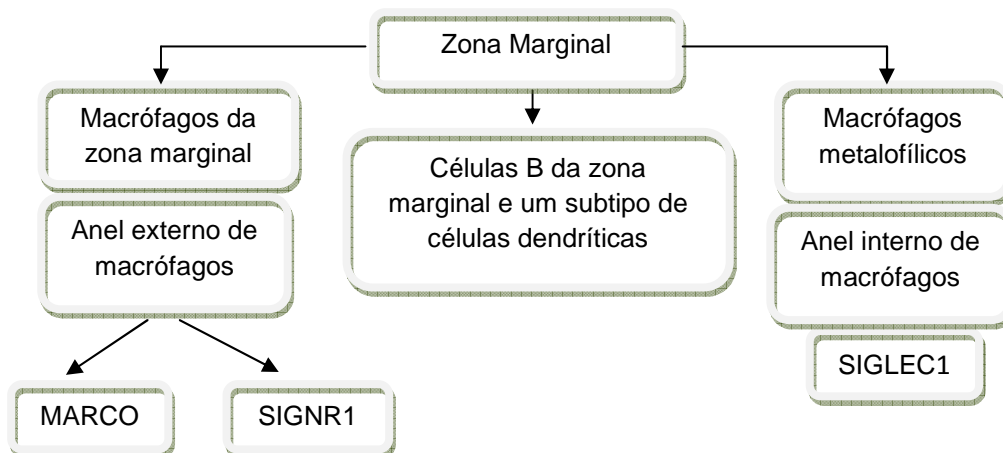 Zona Marginal
Macrófagos da
zona marginal
Anel externo de
macrófagos
MARCO
SIGNR1
Células B da zona
marginal e um subtipo de
células dendríticas
Macrófagos
metalofílicos
Anel interno de
macrófagos
SIGLEC1